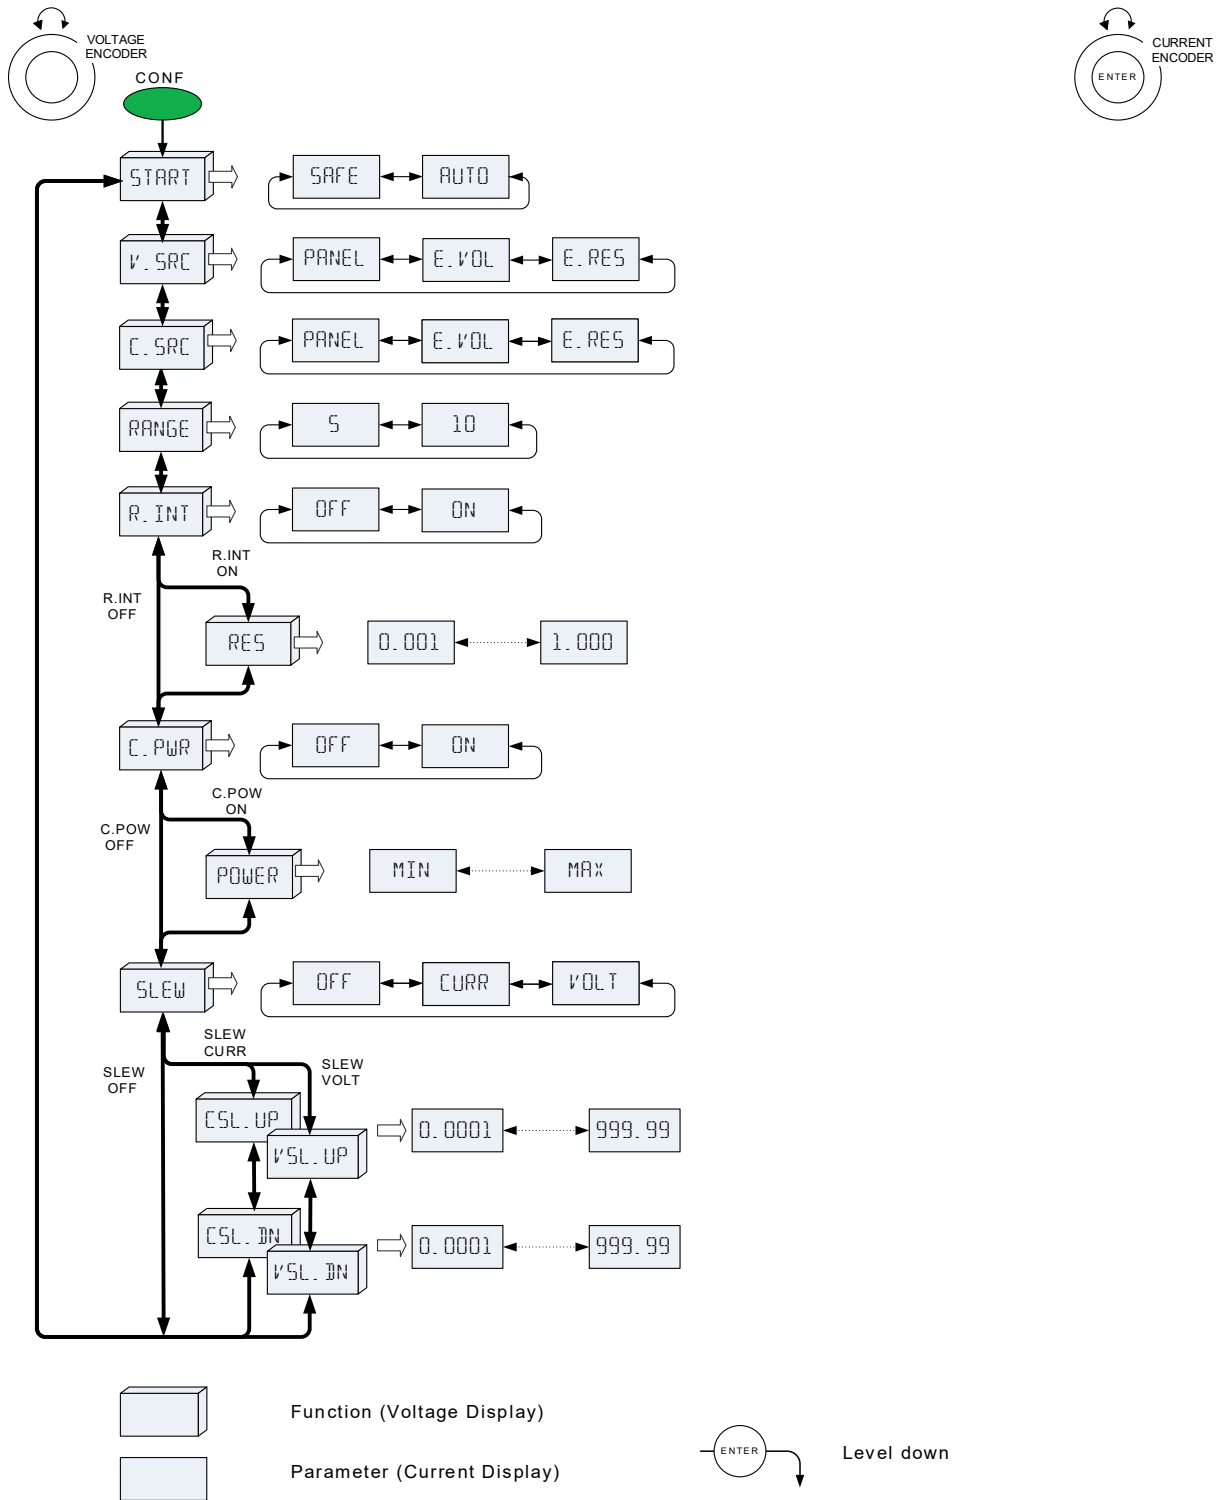 VOLTAGE
ENCODER
CURRENT
ENCODER
ENTER
CONF
START
SAFE
AUTO
V.SRC
PANEL
E.VOL
E.RES
C.SRC
PANEL
E.VOL
E.RES
RANGE
5
10
R.INT
OFF
ON
R.INT
ON
R.INT
OFF
RES
0.001
1.000
C.PWR
OFF
ON
C.POW
ON
C.POW
OFF
POWER
MIN
MAX
SLEW
OFF
CURR
VOLT
SLEW
CURR
SLEW
VOLT
SLEW
OFF
CSL.UP
VSL.UP
0.0001
999.99
CSL.DN
VSL.DN
0.0001
999.99
Function (Voltage Display)
Parameter (Current Display)
ENTER
Level down